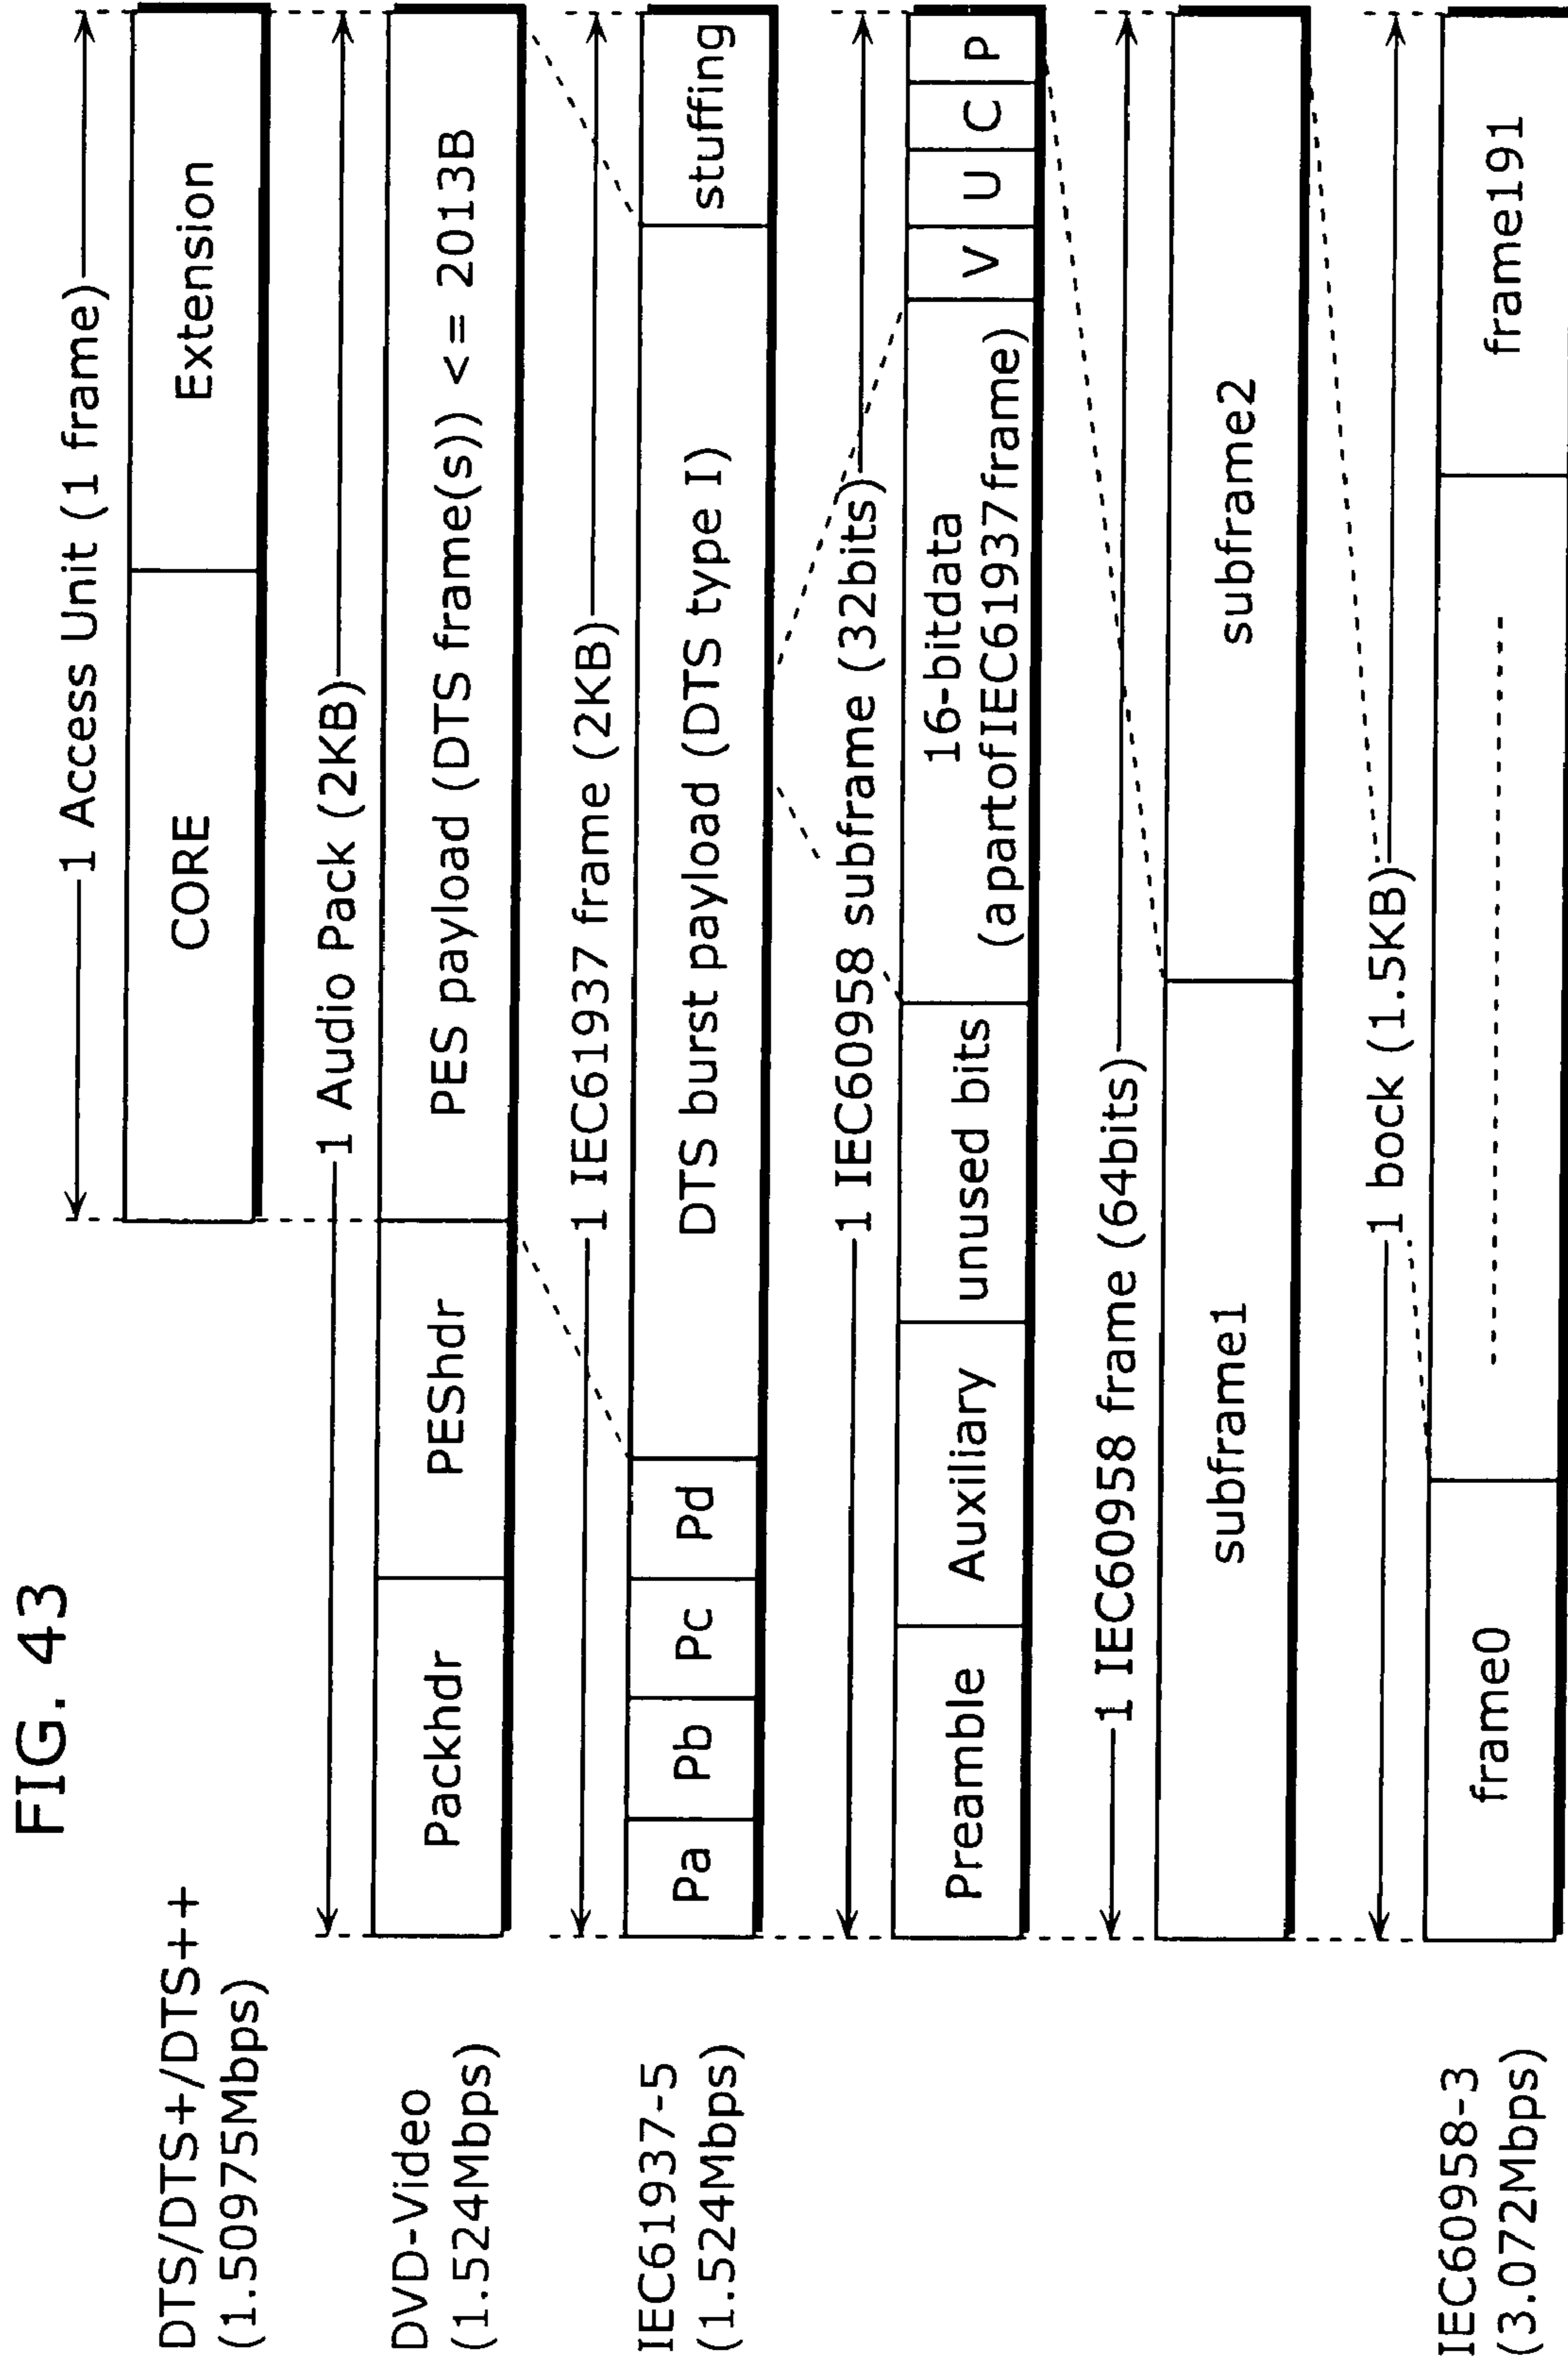 FIG. 43
DTS/DTS+/DTS++
(1.50975Mbps)
1 Access Unit (1 frame)
CORE
Extension
DVD-Video
(1.524Mbps)
1 Audio Pack (2KB)
Packhdr
PEShdr
PES payload (DTS frame(s)) <= 2013B
IEC61937-5
(1.524Mbps)
1 IEC61937 frame (2KB)
Pa
Pb
Pc
Pd
DTS burst payload (DTS type I)
stuffing
1 IEC60958 subframe (32bits)
Preamble
Auxiliary
unused bits
16-bitdata
(apartofIEC61937frame)
V
U
C
P
1 IEC60958 frame (64bits)
subframe1
subframe2
IEC60958-3
(3.072Mbps)
1 bock (1.5KB)
frame0
frame191